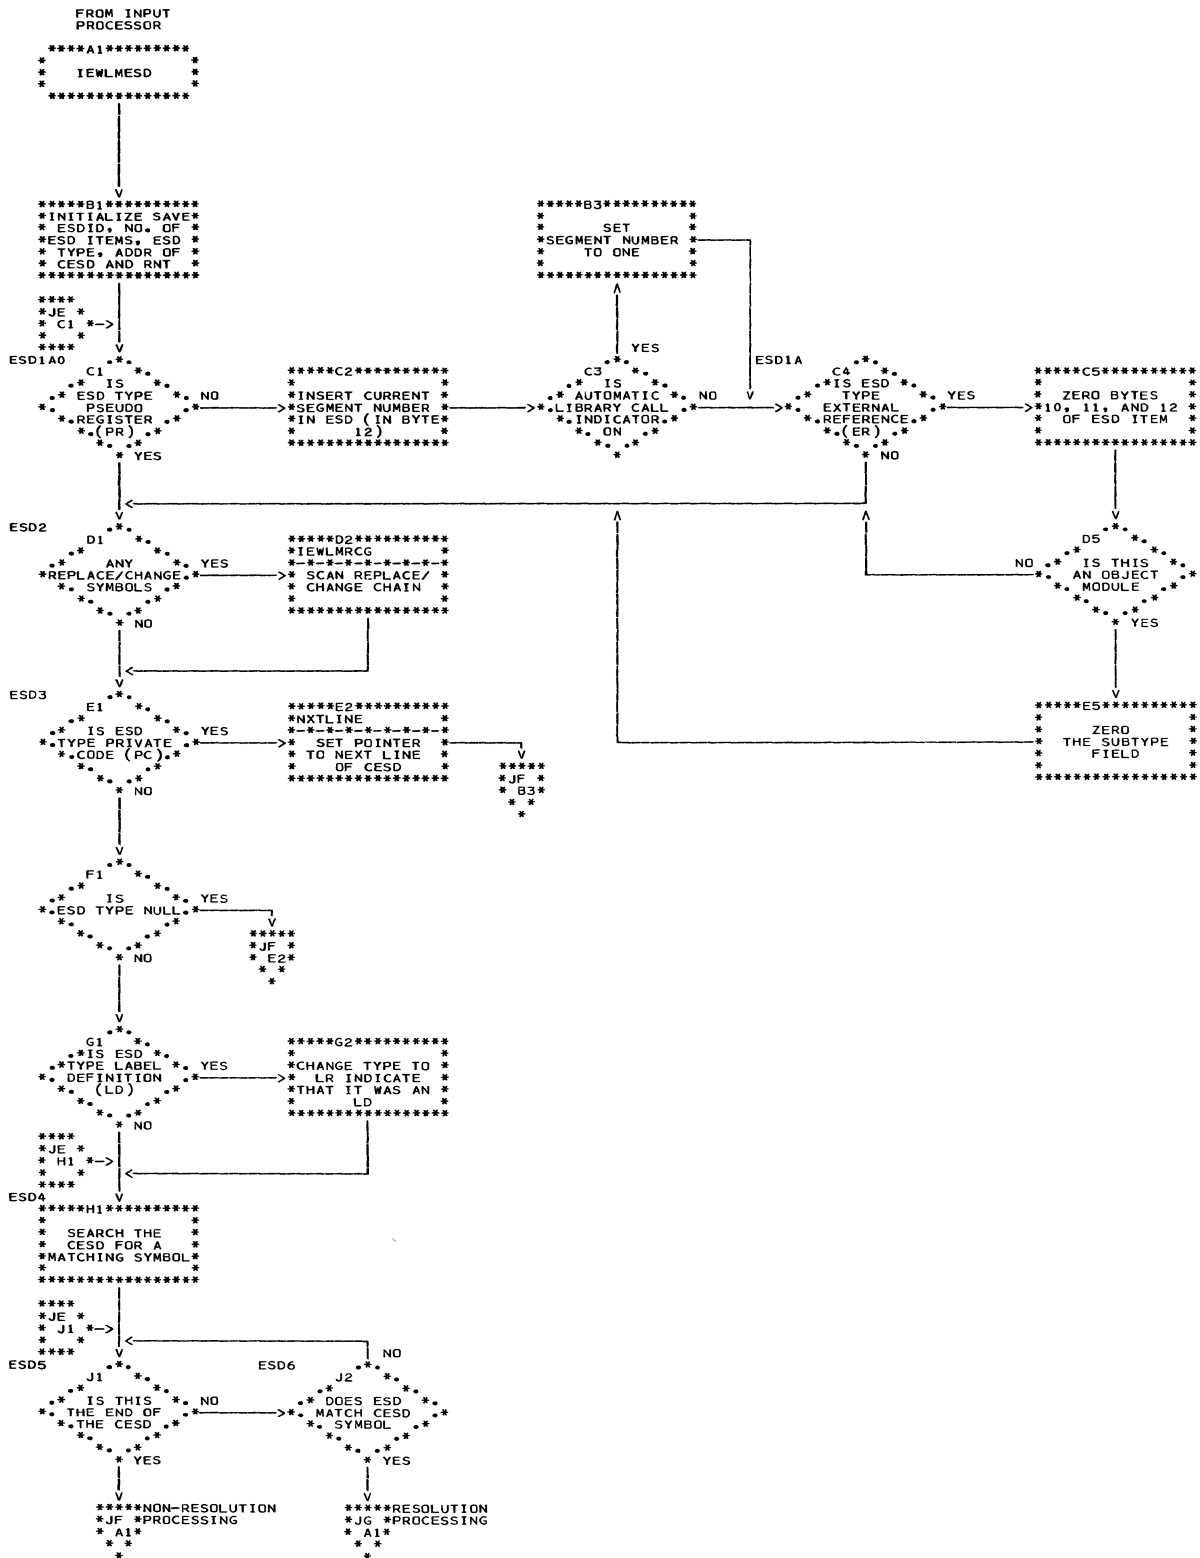 FROM INPUT
PROCESSOR
A1
IEWLMESD
B1
INITIALIZE SAVE
ESDID, NO. OF
ESD ITEMS, ESD
TYPE, ADDR OF
CESD AND RNT
B3
SET
SEGMENT NUMBER
TO ONE
JE
C1
ESD1A0
C1
IS
ESD TYPE
PSEUDO
REGISTER
(PR)
NO
YES
C2
INSERT CURRENT
SEGMENT NUMBER
IN ESD (IN BYTE
12)
C3
IS
AUTOMATIC
LIBRARY CALL
INDICATOR
ON
YES
NO
ESD1A
C4
IS ESD
TYPE
EXTERNAL
REFERENCE
(ER)
YES
NO
C5
ZERO BYTES
10, 11, AND 12
OF ESD ITEM
ESD2
D1
ANY
REPLACE/CHANGE
SYMBOLS
YES
NO
D2
IEWLMRCG
SCAN REPLACE/
CHANGE CHAIN
D5
IS THIS
AN OBJECT
MODULE
NO
YES
ESD3
E1
IS ESD
TYPE PRIVATE
CODE (PC)
YES
NO
E2
NXTLINE
SET POINTER
TO NEXT LINE
OF CESD
JF
B3
E5
ZERO
THE SUBTYPE
FIELD
F1
IS
ESD TYPE NULL
YES
NO
JF
E2
G1
IS ESD
TYPE LABEL
DEFINITION
(LD)
YES
NO
G2
CHANGE TYPE TO
LR INDICATE
THAT IT WAS AN
LD
JE
H1
ESD4
H1
SEARCH THE
CESD FOR A
MATCHING SYMBOL
JE
J1
ESD5
J1
IS THIS
THE END OF
THE CESD
NO
YES
ESD6
J2
DOES ESD
MATCH CESD
SYMBOL
NO
YES
NON-RESOLUTION
PROCESSING
JF
A1
RESOLUTION
PROCESSING
JG
A1